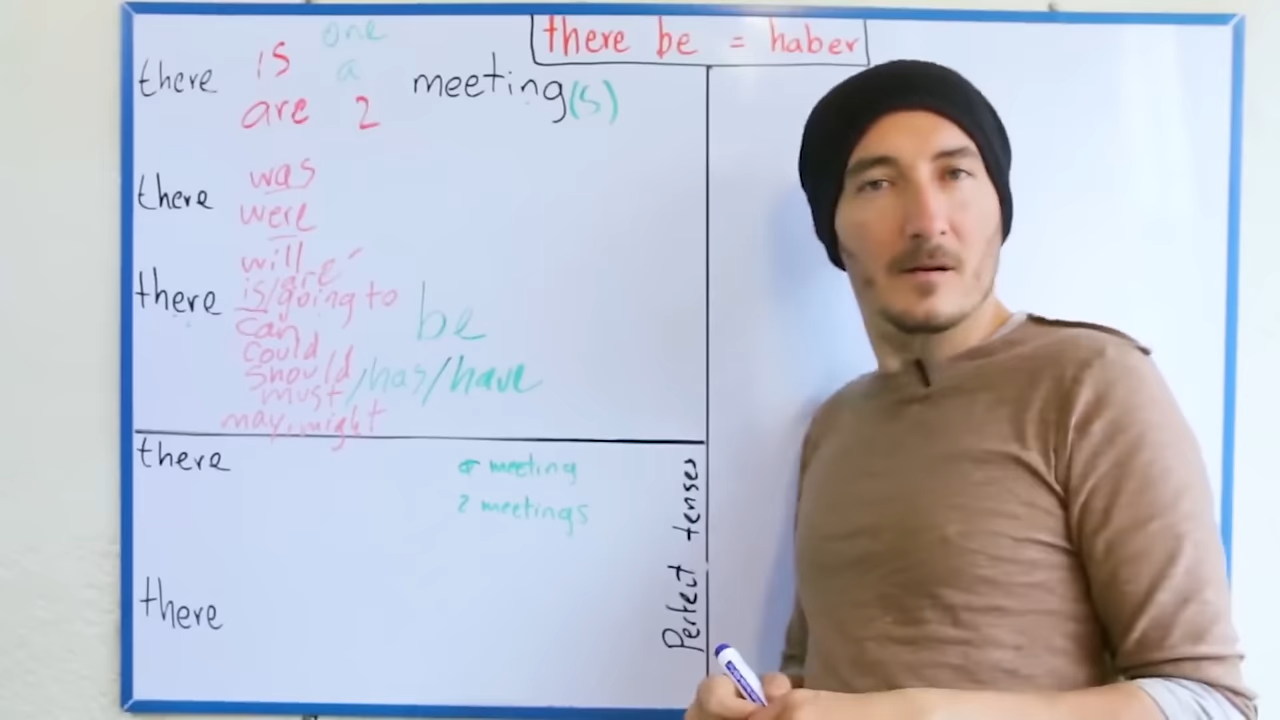 there be = haber
one
there is a meeting(s)
are 2
there was
were
will
are
there is/going to be
can
could
should/has/have
must
may, might
there
a meeting
2 meetings
there
Perfect tenses